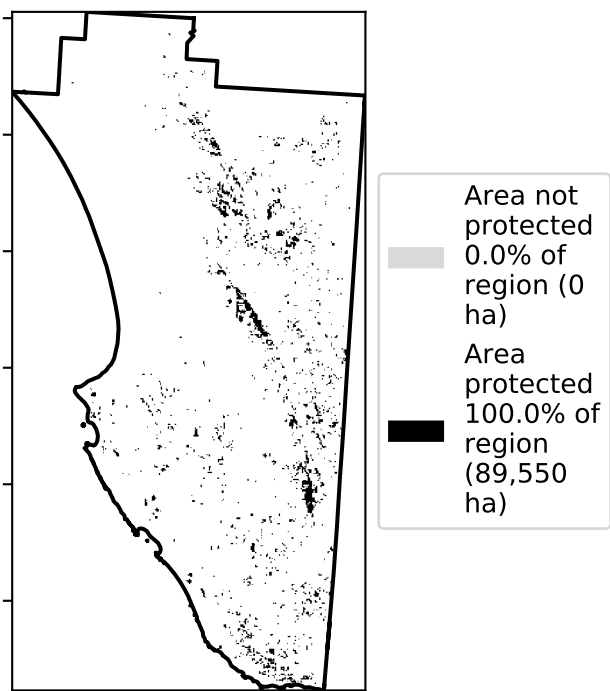 Area not
protected
0.0% of
region (0
ha)
Area
protected
100.0% of
region
(89,550
ha)